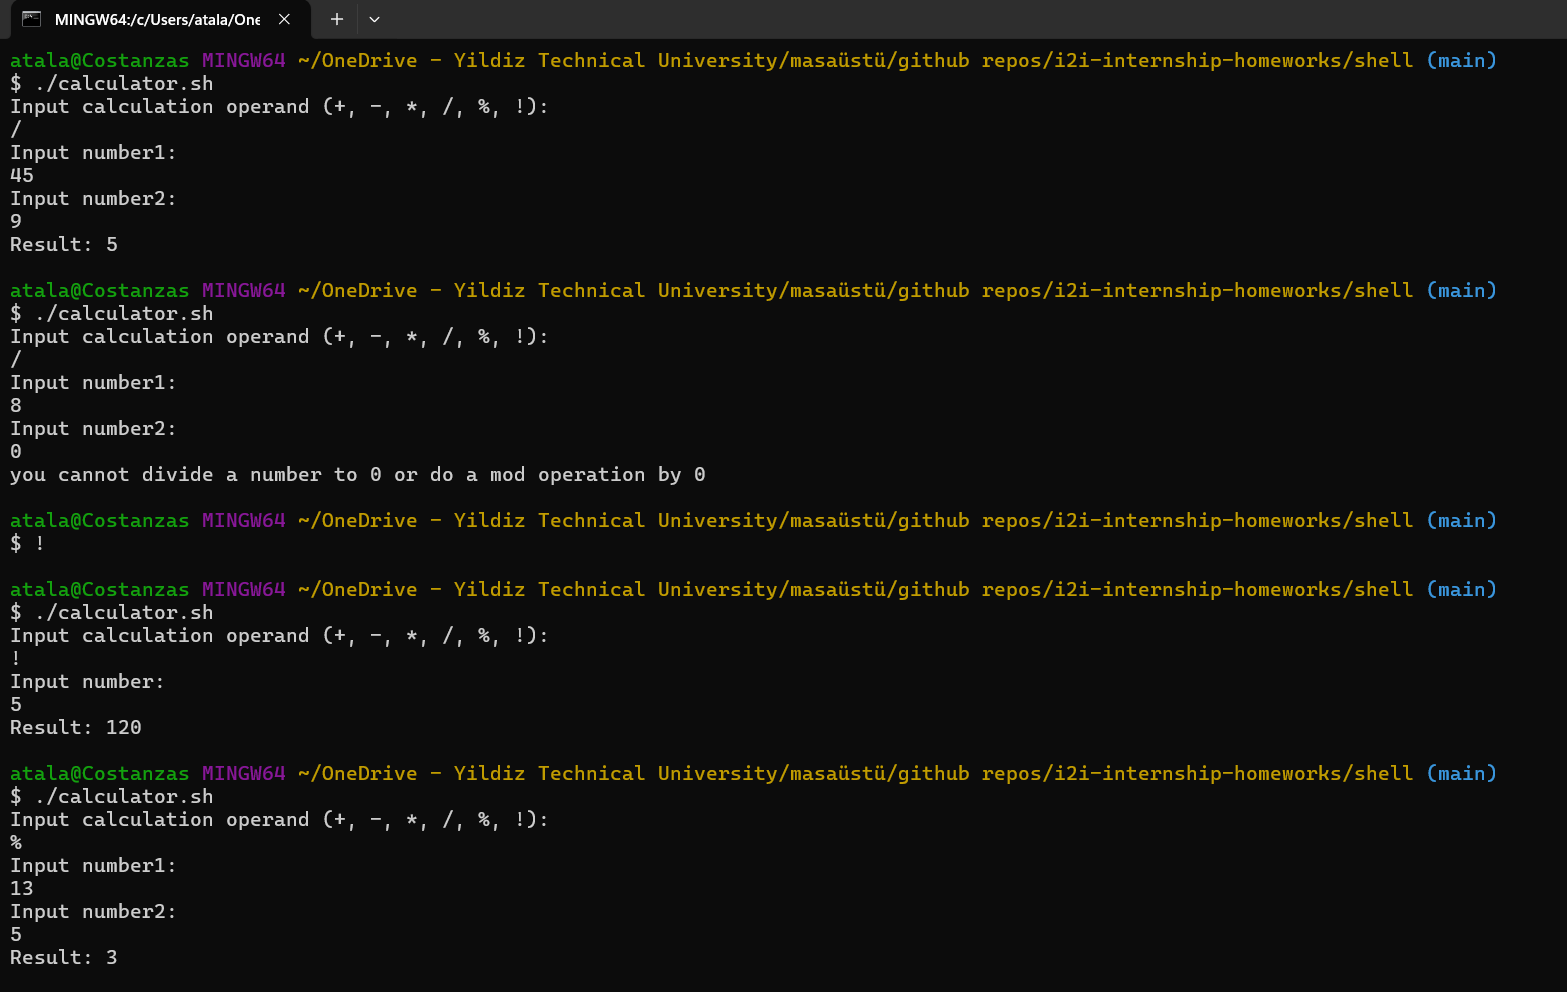 MINGW64:/c/Users/atala/One
atala@Costanzas MINGW64 ~/OneDrive - Yildiz Technical University/masaüstü/github repos/i2i-internship-homeworks/shell (main)
$ ./calculator.sh
Input calculation operand (+, -, *, /, %, !):
/
Input number1:
45
Input number2:
9
Result: 5
atala@Costanzas MINGW64 ~/OneDrive - Yildiz Technical University/masaüstü/github repos/i2i-internship-homeworks/shell (main)
$ ./calculator.sh
Input calculation operand (+, -, *, /, %, !):
/
Input number1:
8
Input number2:
0
you cannot divide a number to 0 or do a mod operation by 0
atala@Costanzas MINGW64 ~/OneDrive - Yildiz Technical University/masaüstü/github repos/i2i-internship-homeworks/shell (main)
$ !
atala@Costanzas MINGW64 ~/OneDrive - Yildiz Technical University/masaüstü/github repos/i2i-internship-homeworks/shell (main)
$ ./calculator.sh
Input calculation operand (+, -, *, /, %, !):
!
Input number:
5
Result: 120
atala@Costanzas MINGW64 ~/OneDrive - Yildiz Technical University/masaüstü/github repos/i2i-internship-homeworks/shell (main)
$ ./calculator.sh
Input calculation operand (+, -, *, /, %, !):
%
Input number1:
13
Input number2:
5
Result: 3